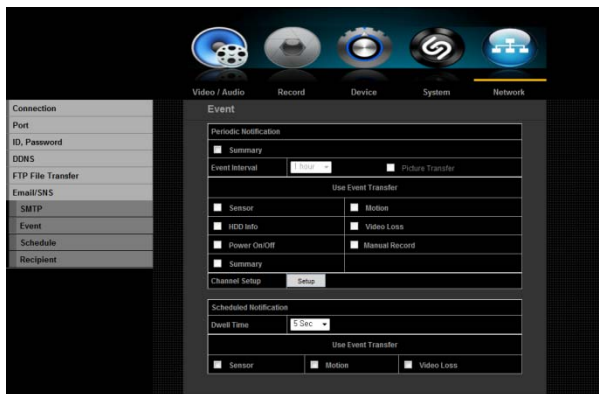 Video / Audio Record Device System Network
Connection
Port
ID, Password
DDNS
FTP File Transfer
Email/SNS
SMTP
Event
Schedule
Recipient
Event
Periodic Notification
Summary
Event Interval 1 hour Picture Transfer
Use Event Transfer
Sensor Motion
HDD Info Video Loss
Power On/Off Manual Record
Summary
Channel Setup Setup
Scheduled Notification
Dwell Time 5 Sec
Use Event Transfer
Sensor Motion Video Loss